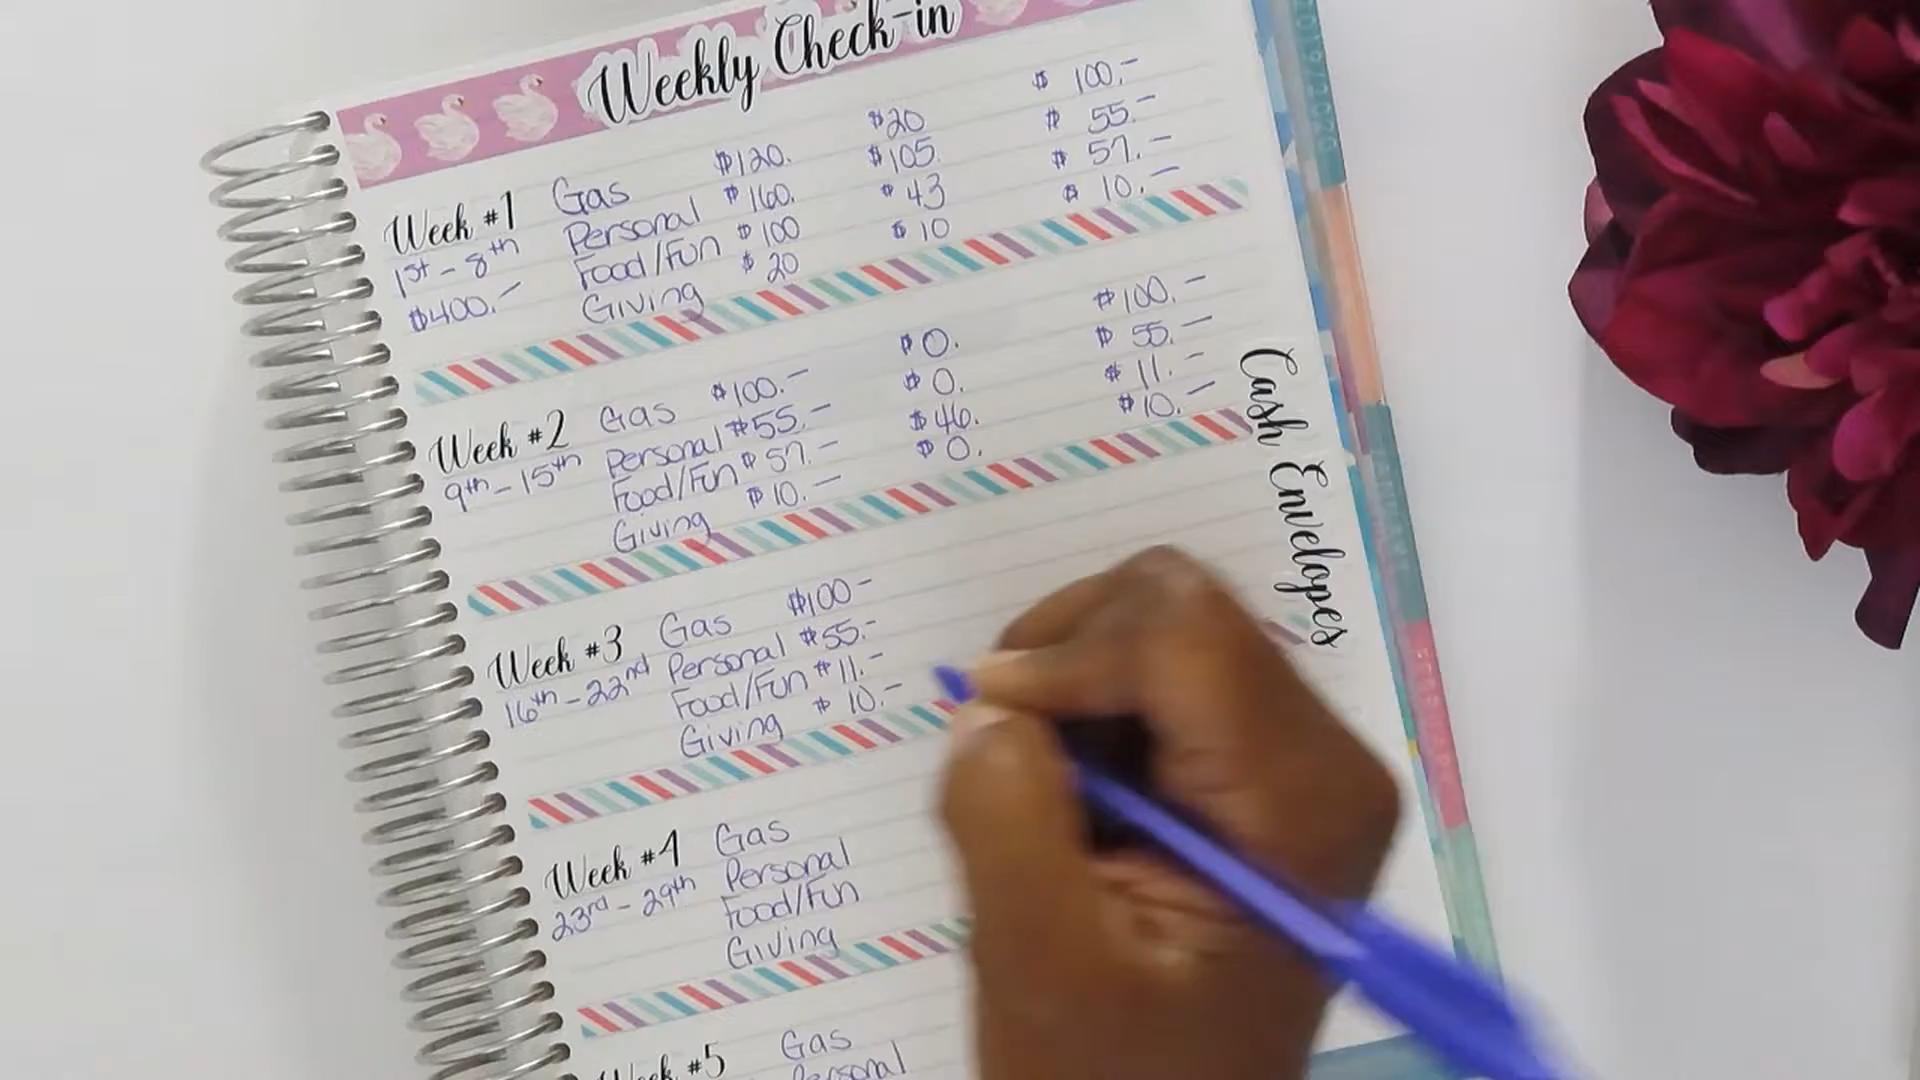 Weekly Check-in
Week #1 Gas $120. $20 $100.-
1st - 8th Personal $160. $105. $55.-
$400.- Food/Fun $100 $43 $57.-
Giving $20 $10 $10.-
Week #2 Gas $100.- $0. $100.-
9th - 15th Personal $55.- $0. $55.-
Food/Fun $57.- $46. $11.-
Giving $10.- $0. $10.-
Week #3 Gas $100-
16th - 22nd Personal $55.-
Food/Fun $11.-
Giving $10.-
Week #4 Gas
23rd - 29th Personal
Food/Fun
Giving
Week #5 Gas
Personal
Cash Envelopes